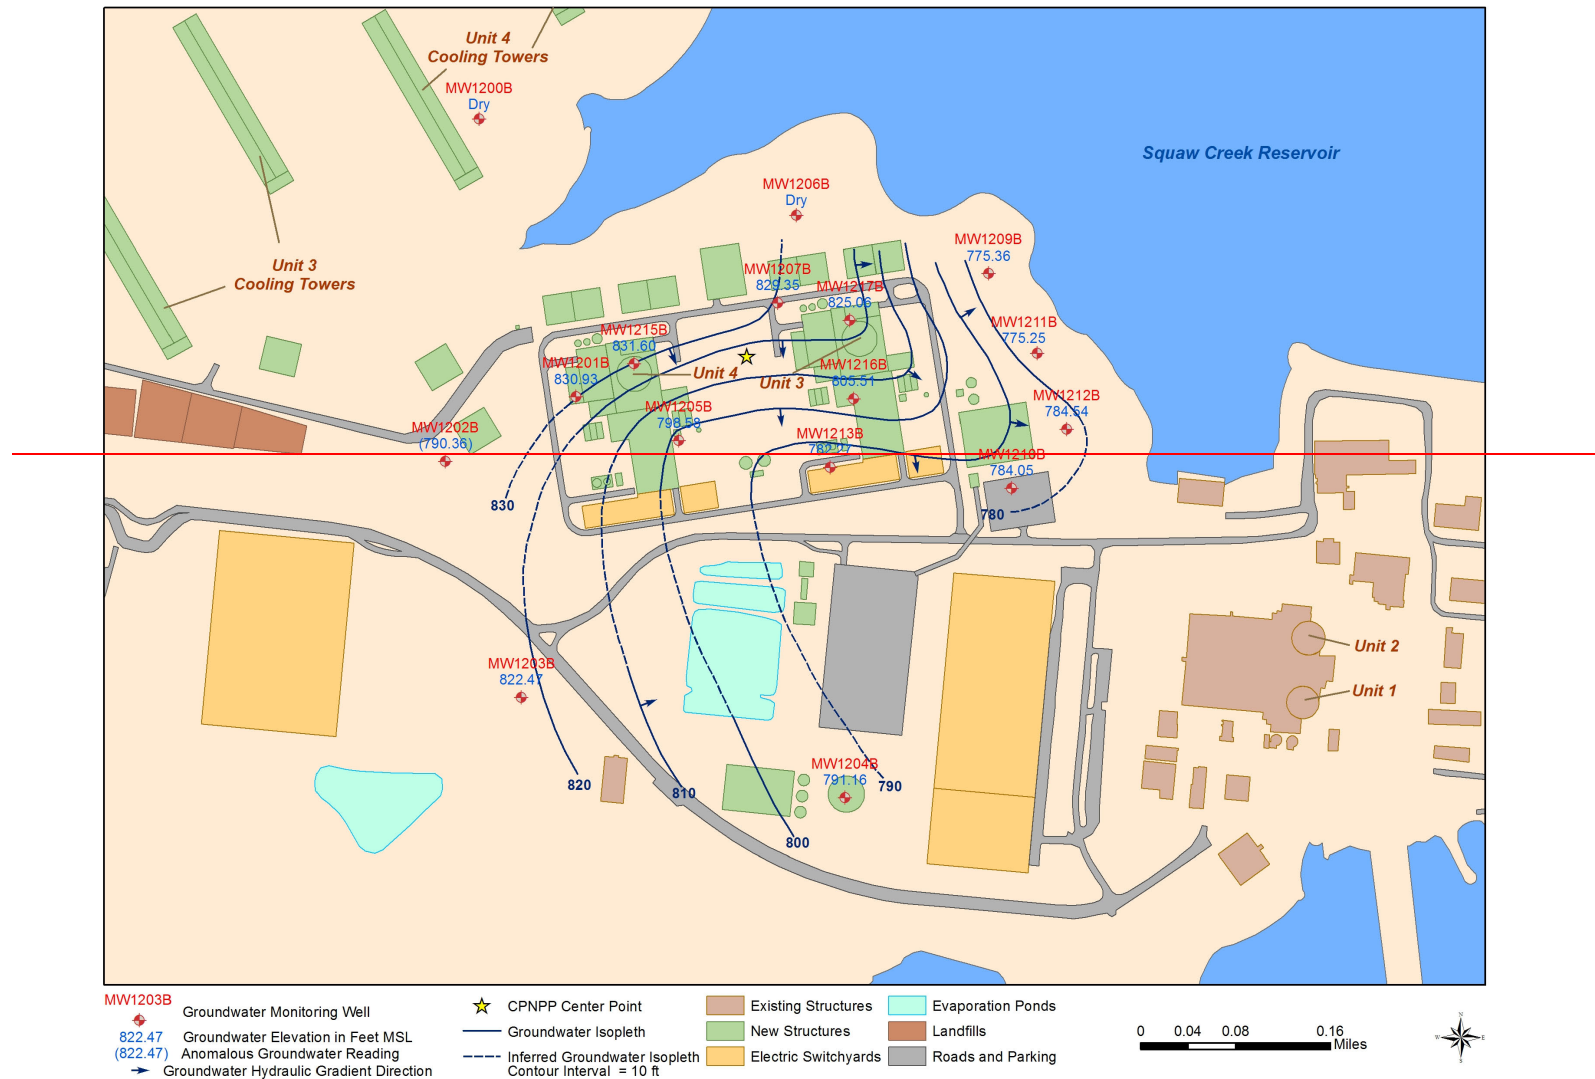 Unit 4
Cooling Towers
MW1200B
Dry
Squaw Creek Reservoir
MW1206B
Dry
MW1209B
775.36
Unit 3
Cooling Towers
MW1207B
829.35
MW1217B
825.06
MW1211B
775.25
MW1215B
831.60
MW1201B
830.93
Unit 4
Unit 3
MW1216B
805.51
MW1212B
784.54
MW1205B
798.58
MW1202B
(790.36)
MW1213B
MW1210B
784.05
830
780
Unit 2
MW1203B
822.47
Unit 1
MW1204B
791.16
820
810
790
800
MW1203B
Groundwater Monitoring Well
822.47
Groundwater Elevation in Feet MSL
(822.47)
Anomalous Groundwater Reading
Groundwater Hydraulic Gradient Direction
CPNPP Center Point
Groundwater Isopleth
Inferred Groundwater Isopleth
Contour Interval = 10 ft
Existing Structures
New Structures
Electric Switchyards
Evaporation Ponds
Landfills
Roads and Parking
0 0.04 0.08 0.16
Miles
N
W E
S